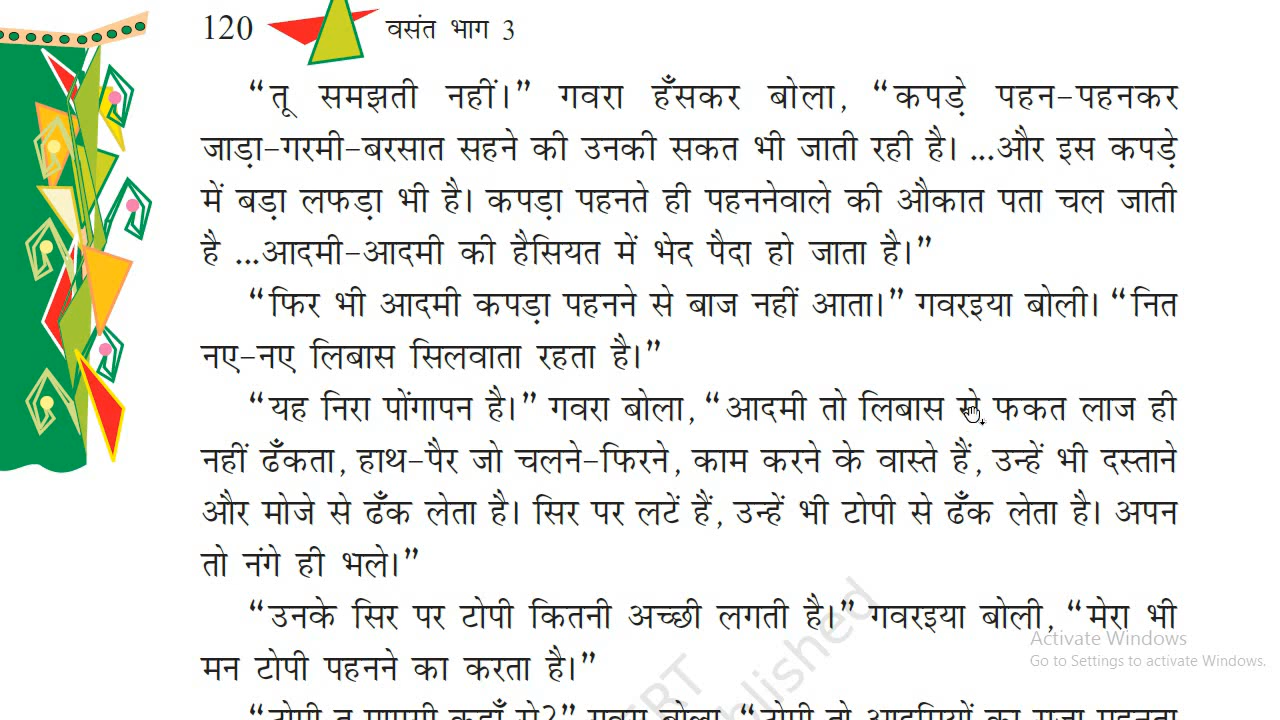 120 वसंत भाग 3
“तू समझती नहीं।” गवरा हँसकर बोला, “कपड़े पहन-पहनकर
जाड़ा-गरमी-बरसात सहने की उनकी सकत भी जाती रही है। ...और इस कपड़े
में बड़ा लफड़ा भी है। कपड़ा पहनते ही पहननेवाले की औकात पता चल जाती
है ...आदमी-आदमी की हैसियत में भेद पैदा हो जाता है।”
“फिर भी आदमी कपड़ा पहनने से बाज नहीं आता।” गवरइया बोली। “नित
नए-नए लिबास सिलवाता रहता है।”
“यह निरा पोंगापन है।” गवरा बोला, “आदमी तो लिबास से फकत लाज ही
नहीं ढँकता, हाथ-पैर जो चलने-फिरने, काम करने के वास्ते हैं, उन्हें भी दस्ताने
और मोजे से ढँक लेता है। सिर पर लटें हैं, उन्हें भी टोपी से ढँक लेता है। अपन
तो नंगे ही भले।”
“उनके सिर पर टोपी कितनी अच्छी लगती है।” गवरइया बोली, “मेरा भी
मन टोपी पहनने का करता है।”
Activate Windows
Go to Settings to activate Windows.